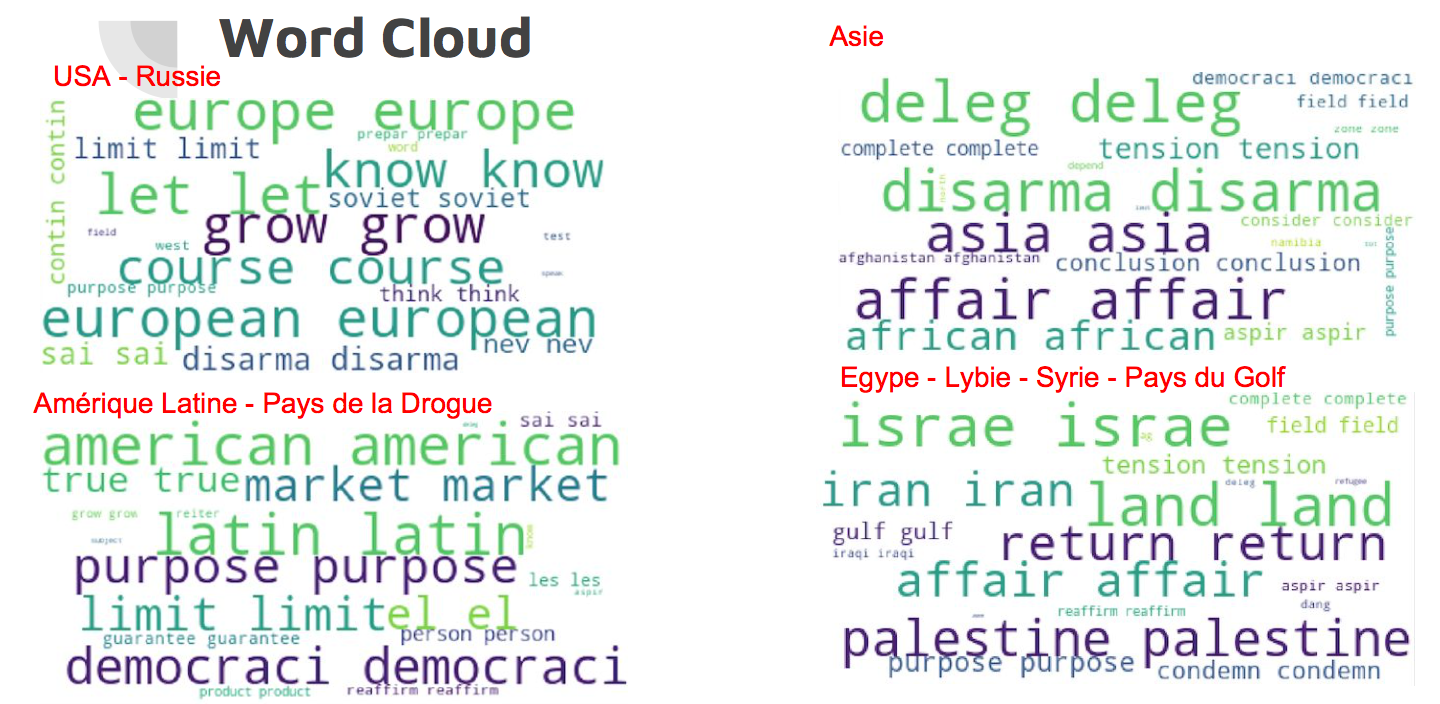 Word Cloud
USA - Russie
europe europe
prepar prepar
limit limit
word
know know
contin contin
let let
soviet soviet
grow grow
field
test
west
course course
purpose purpose
think think
european european
nev nev
sai sai
disarma disarma
Asie
democraci democraci
deleg deleg
field field
zone zone
complete complete
tension tension
depend
disarma disarma
north
consider consider
asia asia
namibia
afghanistan afghanistan
conclusion conclusion
purpose purpose
affair affair
african african
aspir aspir
Amérique Latine - Pays de la Drogue
sai sai
american american
true true
market market
grow grow
reiter
latin latin
subject
purpose purpose
les les
aspir
limit limit
el el
guarantee guarantee
person person
democraci democraci
product product
reaffirm reaffirm
Egype - Lybie - Syrie - Pays du Golf
complete complete
israe israe
field field
ag
tension tension
iran iran
deleg
refugee
land land
gulf gulf
return return
iraqi iraqi
affair affair
aspir aspir
dang
reaffirm reaffirm
palestine palestine
purpose purpose
condemn condemn